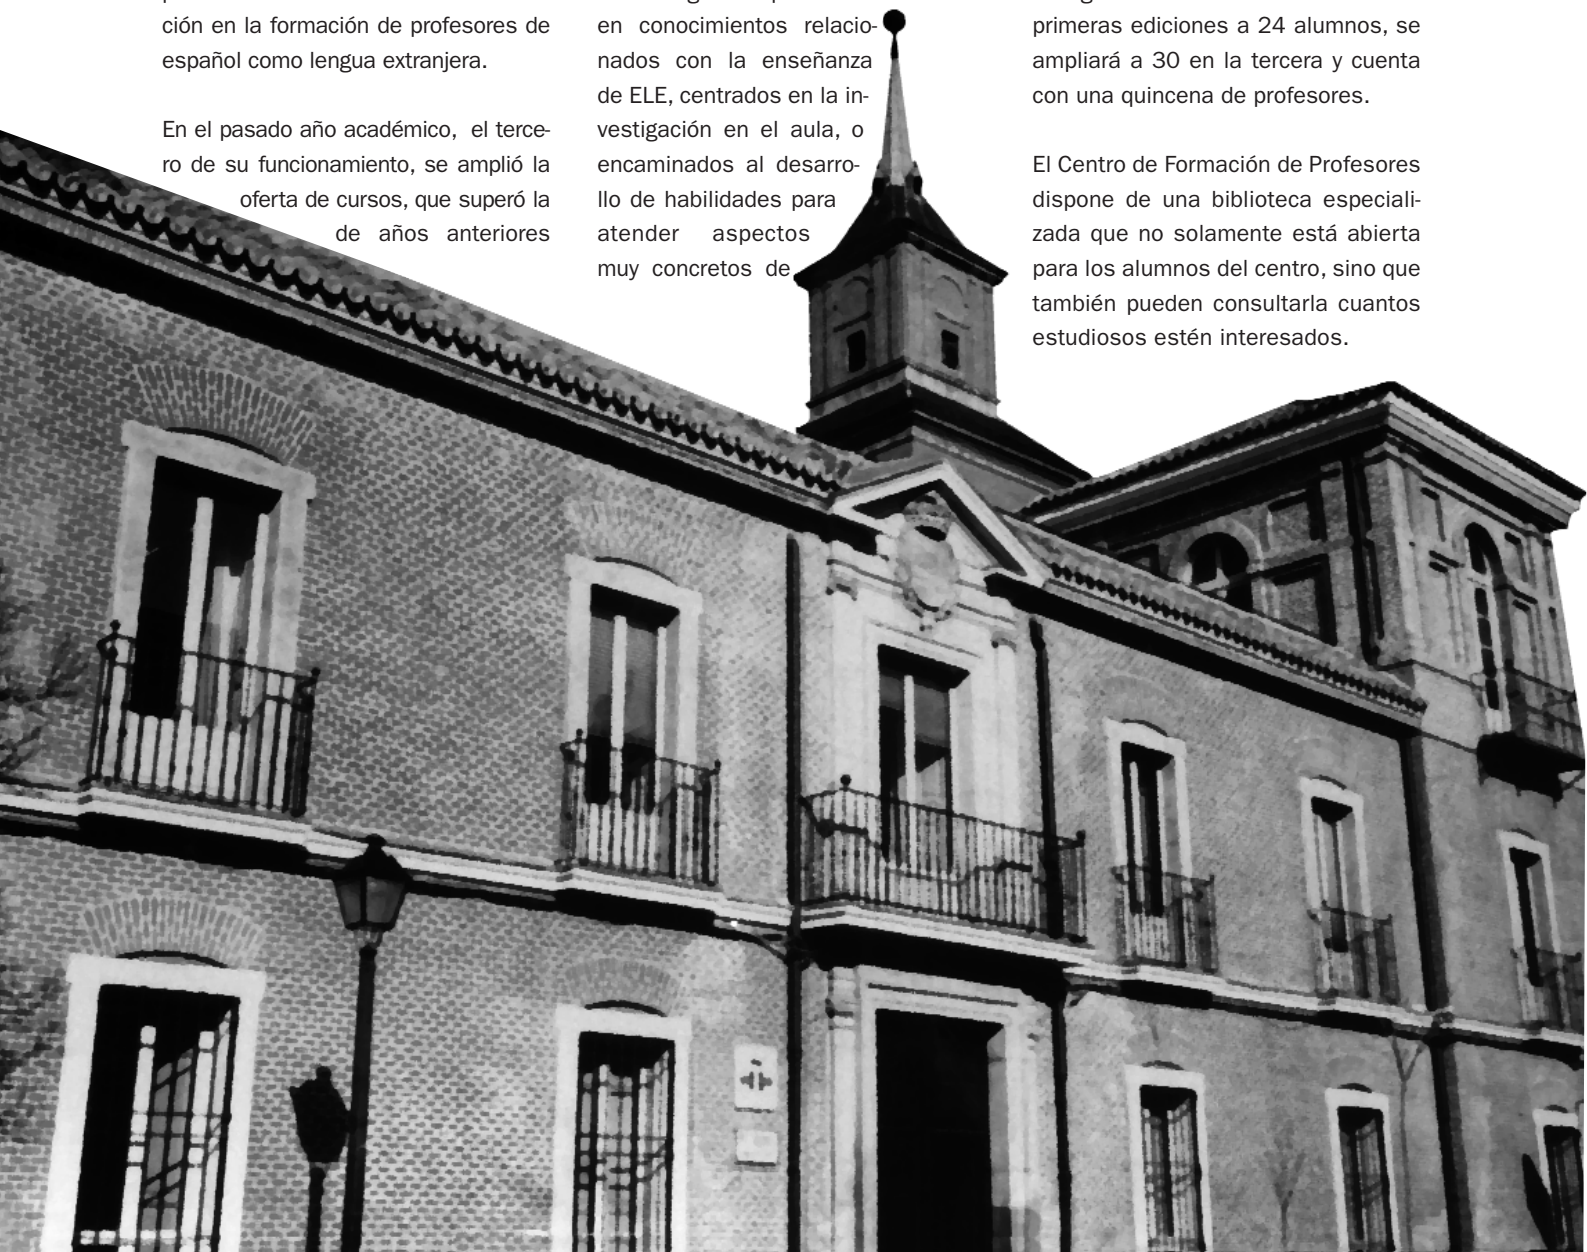 ción en la formación de profesores de
español como lengua extranjera.
En el pasado año académico, el terce-
ro de su funcionamiento, se amplió la
oferta de cursos, que superó la
de años anteriores
en conocimientos relacio-
nados con la enseñanza
de ELE, centrados en la in-
vestigación en el aula, o
encaminados al desarro-
llo de habilidades para
atender aspectos
muy concretos de
primeras ediciones a 24 alumnos, se
ampliará a 30 en la tercera y cuenta
con una quincena de profesores.
El Centro de Formación de Profesores
dispone de una biblioteca especiali-
zada que no solamente está abierta
para los alumnos del centro, sino que
también pueden consultarla cuantos
estudiosos estén interesados.